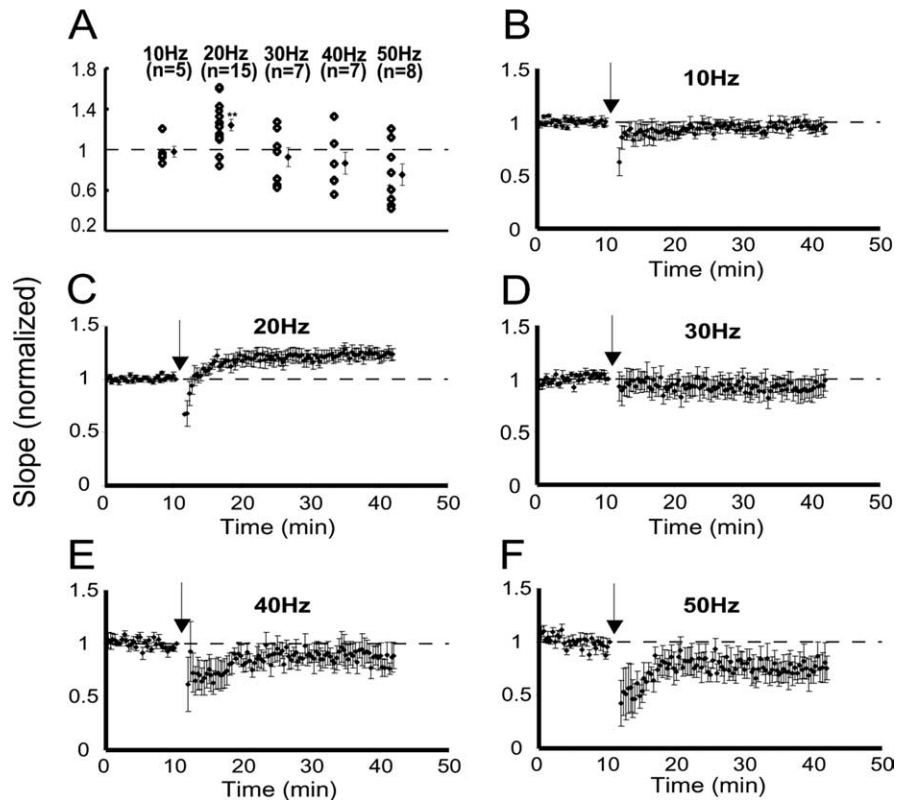 A
10Hz 20Hz 30Hz 40Hz 50Hz
(n=5) (n=15) (n=7) (n=7) (n=8)
1.8
1.4
1
0.6
0.2
**
B
10Hz
1.5
1
0.5
0
0 10 20 30 40 50
Time (min)
Slope (normalized)
C
20Hz
1.5
1
0.5
0
0 10 20 30 40 50
Time (min)
D
30Hz
1.5
1
0.5
0
0 10 20 30 40 50
Time (min)
E
40Hz
1.5
1
0.5
0
0 10 20 30 40 50
Time (min)
F
50Hz
1.5
1
0.5
0
0 10 20 30 40 50
Time (min)